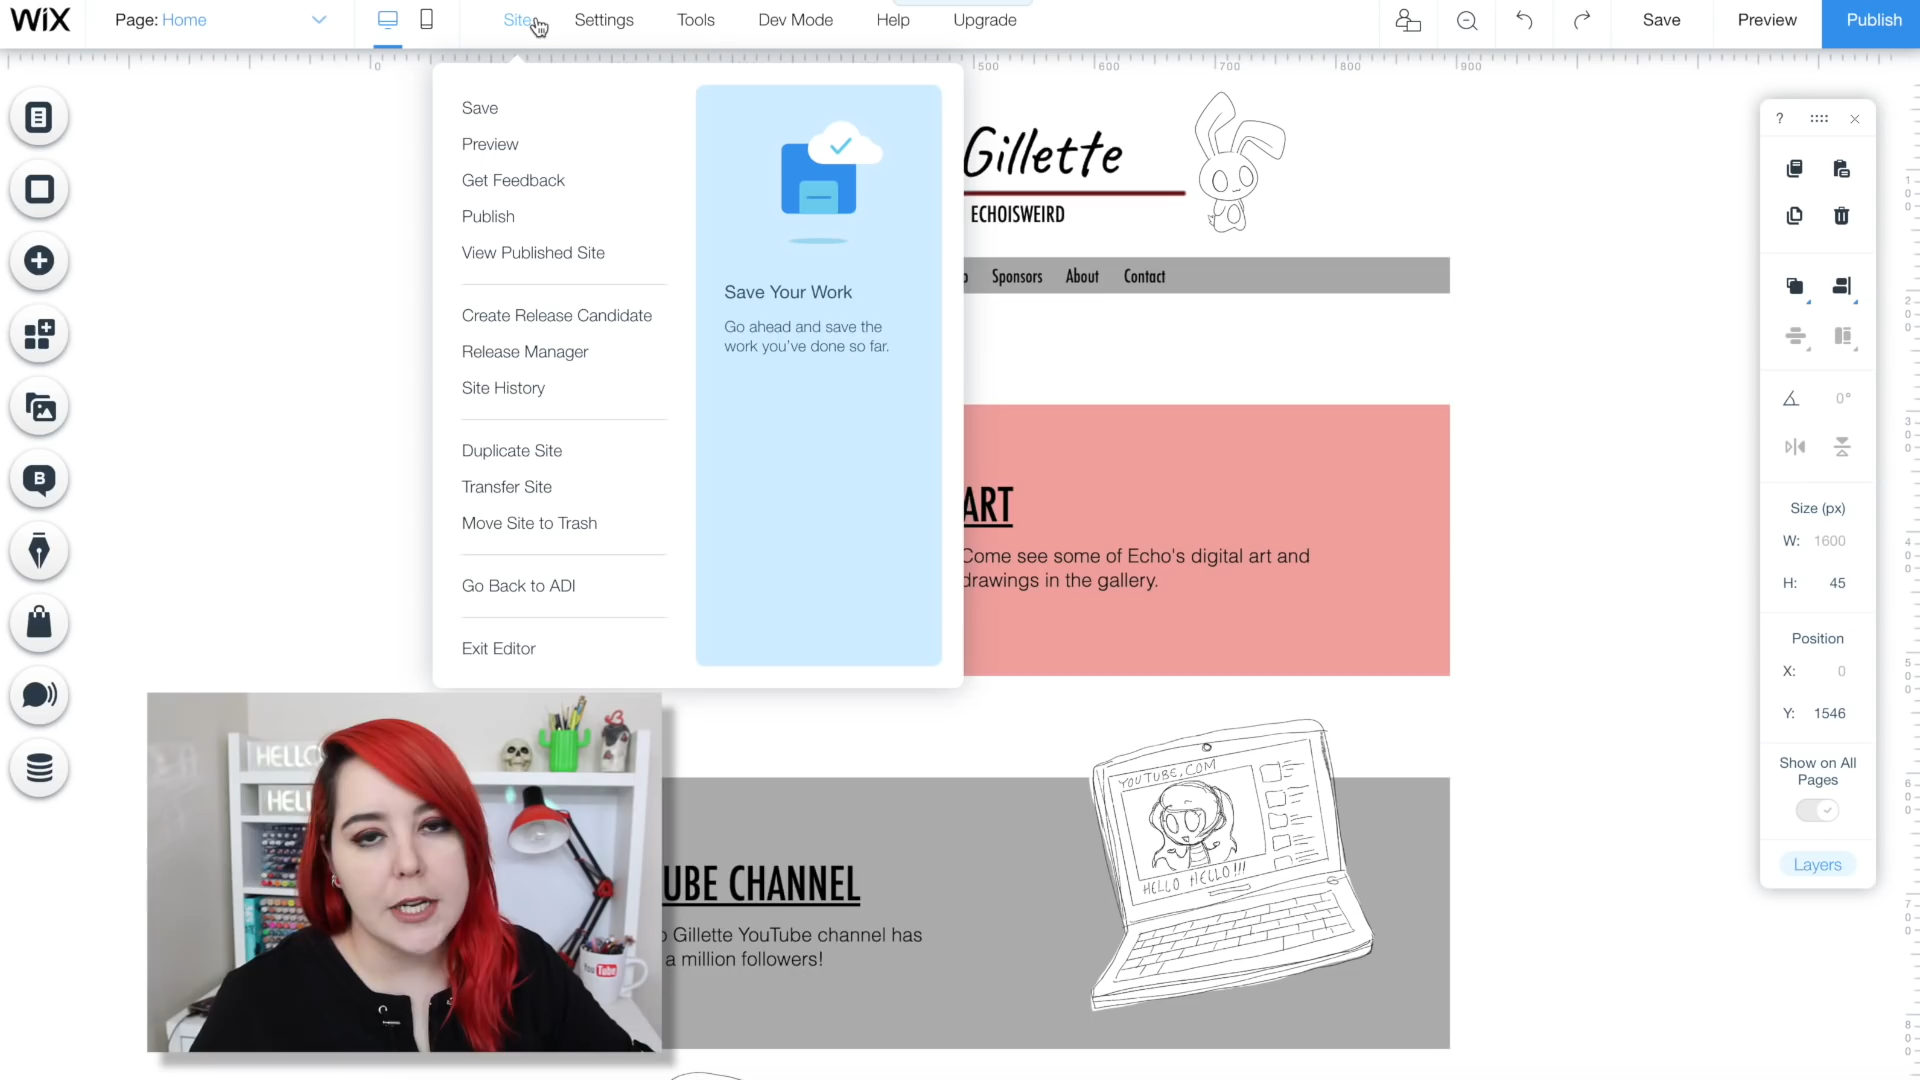 WiX
Page: Home
Site
Settings
Tools
Dev Mode
Help
Upgrade
Save
Preview
Publish
0
500
600
700
800
900
Save
Preview
Get Feedback
Publish
View Published Site
Create Release Candidate
Release Manager
Site History
Duplicate Site
Transfer Site
Move Site to Trash
Go Back to ADI
Exit Editor
Save Your Work
Go ahead and save the
work you've done so far.
Gillette
ECHOISWEIRD
Sponsors
About
Contact
ART
Come see some of Echo's digital art and
drawings in the gallery.
HELLO
HELL
You Tube
UBE CHANNEL
o Gillette YouTube channel has
a million followers!
YOUTUBE.COM
HELLO HELLO!!!
B
?
0°
Size (px)
W: 1600
H: 45
Position
X: 0
Y: 1546
Show on All
Pages
Layers